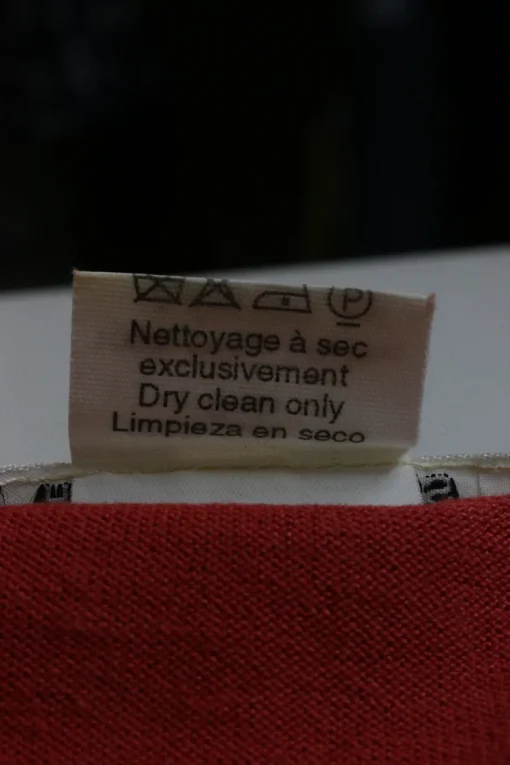 P
Nettoyage à sec
exclusivement
Dry clean only
Limpieza en seco